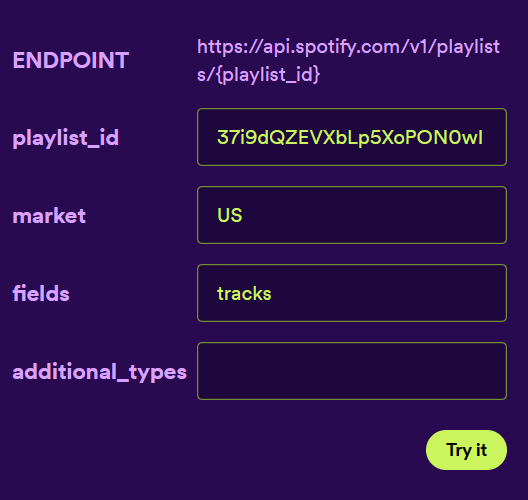 ENDPOINT
https://api.spotify.com/v1/playlist
s/{playlist_id}
playlist_id
37i9dQZEVXbLp5XoPON0wI
market
US
fields
tracks
additional_types
Try it